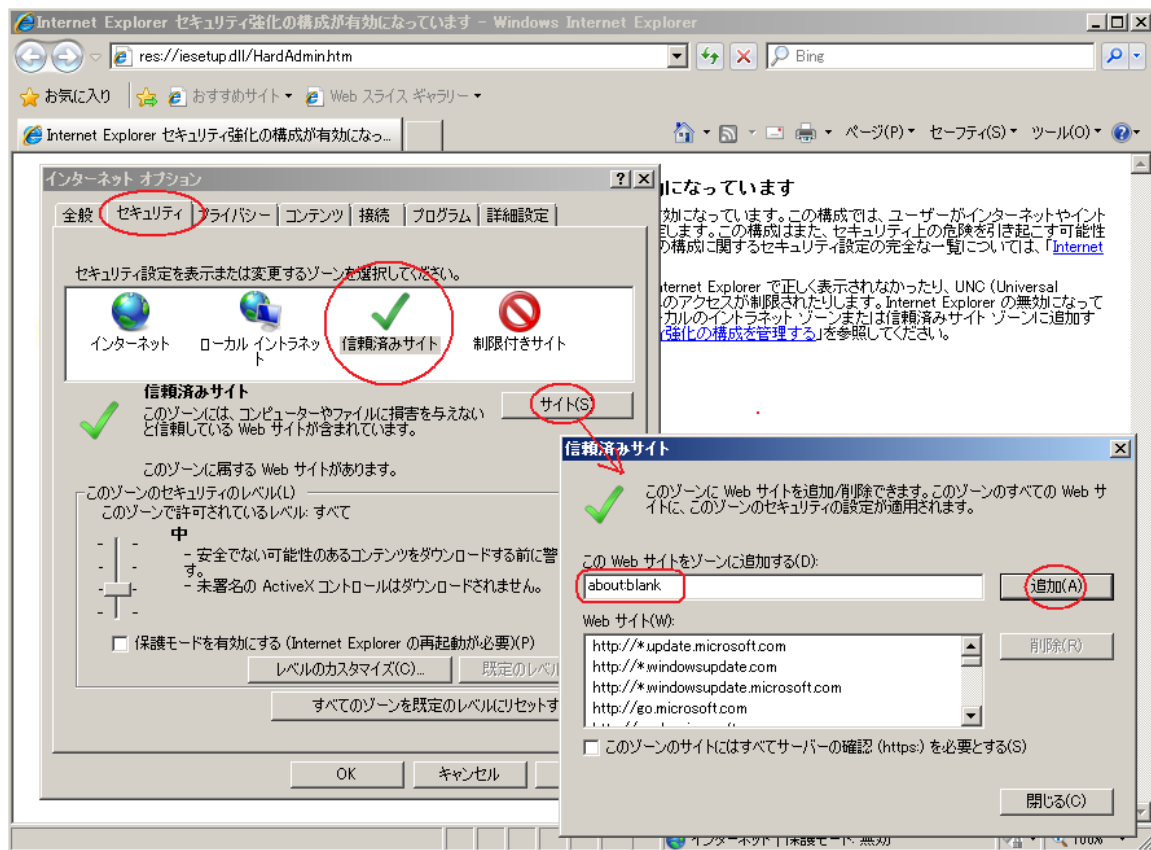 Internet Explorer セキュリティ強化の構成が有効になっています - Windows Internet Explorer
res://iesetup.dll/HardAdmin.htm
Bing
お気に入り
おすすめサイト
Web スライス ギャラリー
Internet Explorer セキュリティ強化の構成が有効になっ...
ページ(P)
セーフティ(S)
ツール(O)
インターネット オプション
全般
セキュリティ
プライバシー
コンテンツ
接続
プログラム
詳細設定
セキュリティ設定を表示または変更するゾーンを選択してください。
インターネット
ローカル イントラネッ
ト
信頼済みサイト
制限付きサイト
信頼済みサイト
このゾーンには、コンピューターやファイルに損害を与えない
と信頼している Web サイトが含まれています。
サイト(S)
このゾーンに属する Web サイトがあります。
このゾーンのセキュリティのレベル(L)
このゾーンで許可されているレベル: すべて
中
- 安全でない可能性のあるコンテンツをダウンロードする前に警
す。
- 未署名の ActiveX コントロールはダウンロードされません。
保護モードを有効にする (Internet Explorer の再起動が必要)(P)
レベルのカスタマイズ(C)...
既定のレベル
すべてのゾーンを既定のレベルにリセットす
OK
キャンセル
になっています
効になっています。この構成では、ユーザーがインターネットやイント
します。この構成はまた、セキュリティ上の危険を引き起こす可能性
の構成に関するセキュリティ設定の完全な一覧については、「Internet
ternet Explorer で正しく表示されなかったり、UNC (Universal
のアクセスが制限されたりします。Internet Explorer の無効になって
カルのイントラネット ゾーンまたは信頼済みサイト ゾーンに追加す
強化の構成を管理する」を参照してください。
信頼済みサイト
このゾーンに Web サイトを追加/削除できます。このゾーンのすべての Web サ
イトに、このゾーンのセキュリティの設定が適用されます。
この Web サイトをゾーンに追加する(D):
about:blank
追加(A)
Web サイト(W):
http://*.update.microsoft.com
http://*.windowsupdate.com
http://*.windowsupdate.microsoft.com
http://go.microsoft.com
削除(R)
このゾーンのサイトにはすべてサーバーの確認 (https:) を必要とする(S)
閉じる(C)
インターネット | 保護モード: 無効
100%